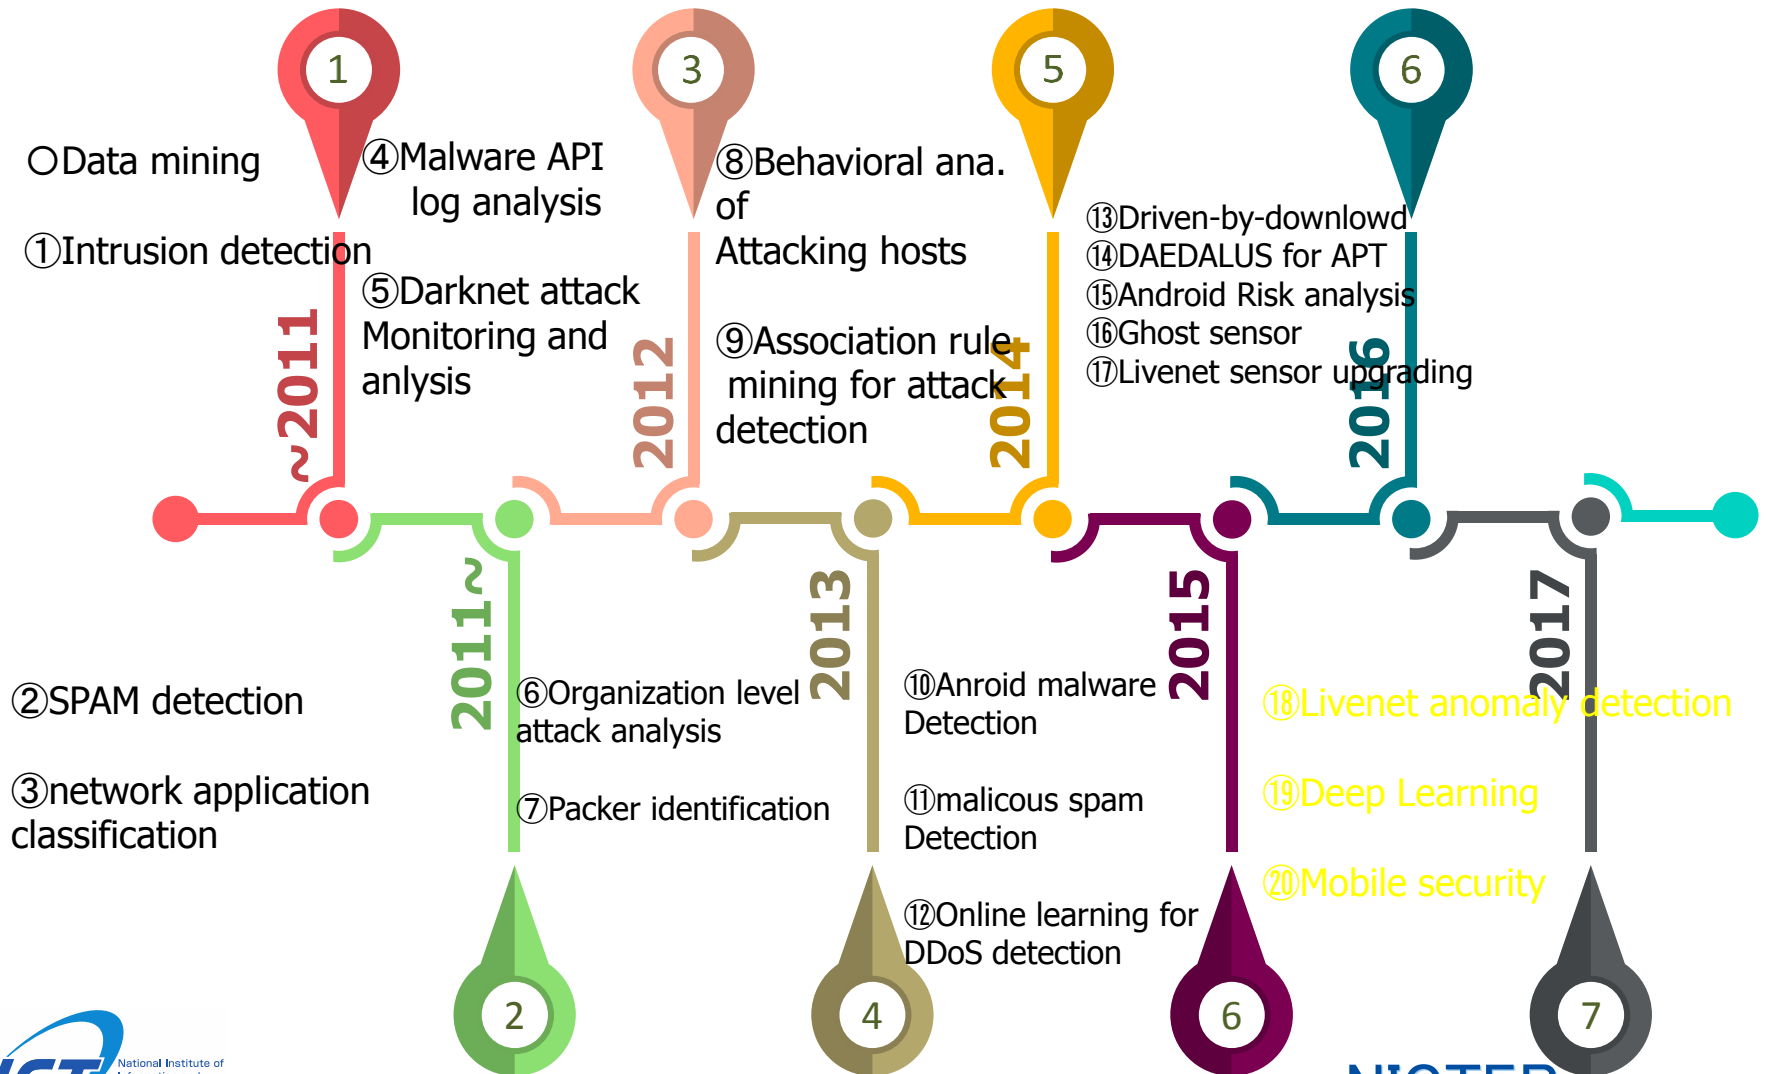 1
3
5
6
〇Data mining
①Intrusion detection
~2011
④Malware API
log analysis
⑤Darknet attack
Monitoring and
anlysis
2012
⑧Behavioral ana.
of
Attacking hosts
⑨Association rule
mining for attack
detection
2014
⑬Driven-by-downlowd
⑭DAEDALUS for APT
⑮Android Risk analysis
⑯Ghost sensor
⑰Livenet sensor upgrading
2016
②SPAM detection
③network application
classification
2011~
⑥Organization level
attack analysis
⑦Packer identification
2013
⑩Anroid malware
Detection
⑪malicous spam
Detection
⑫Online learning for
DDoS detection
2015
⑱Livenet anomaly detection
⑲Deep Learning
⑳Mobile security
2017
2
4
6
7
National Institute of
NICTER